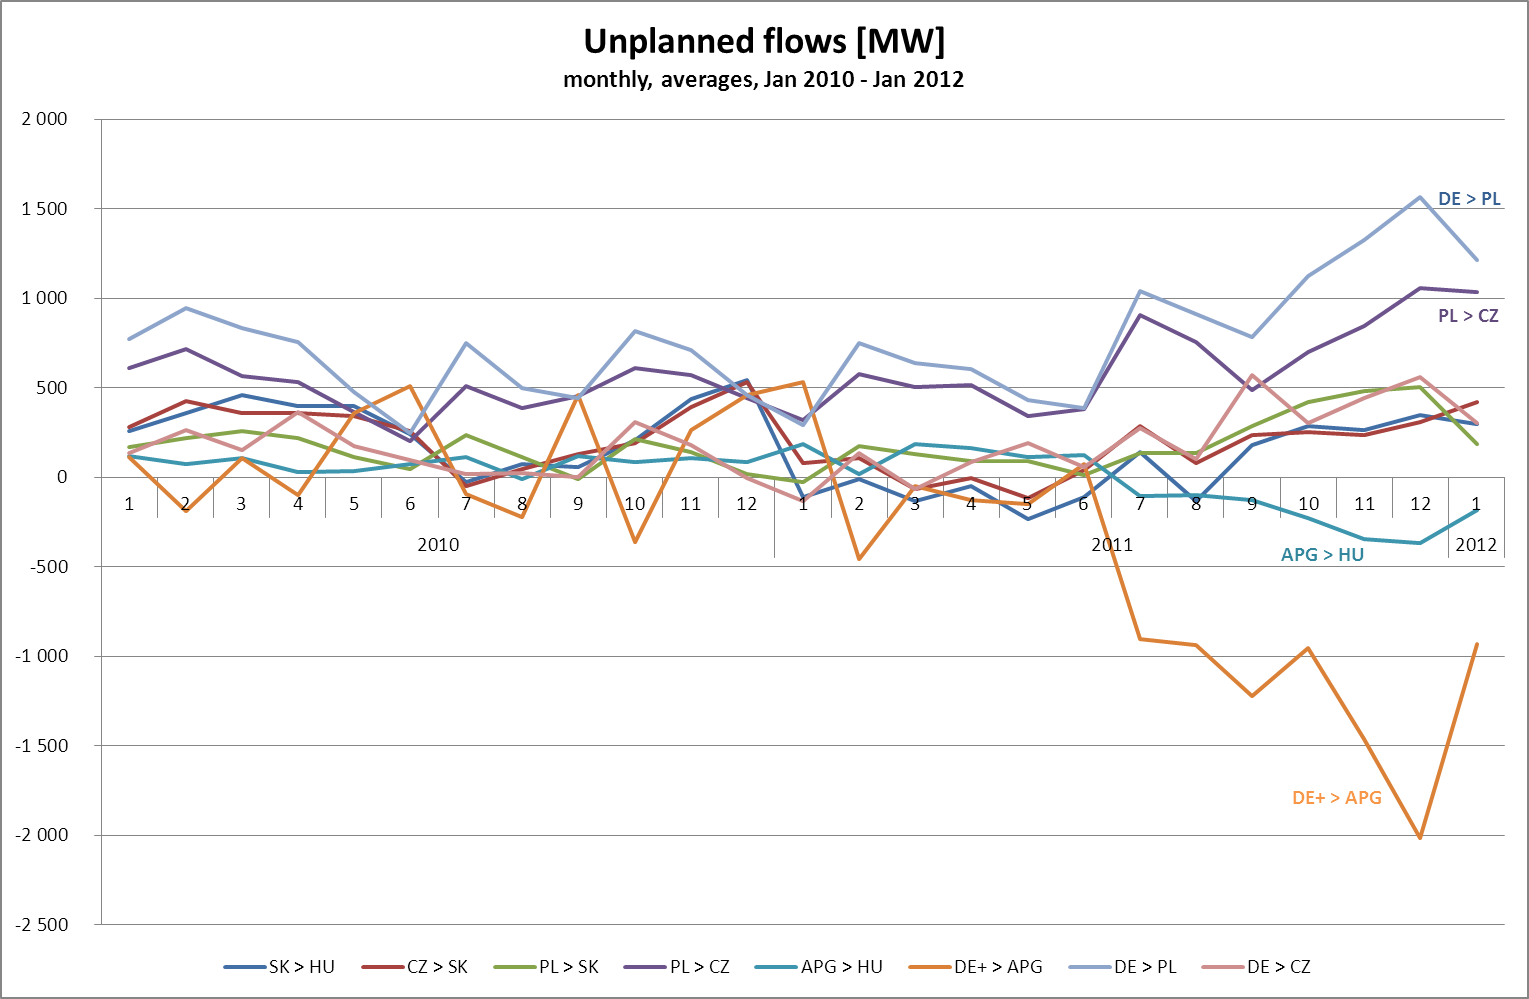 Unplanned flows [MW]
monthly, averages, Jan 2010 - Jan 2012
2 000
1 500
1 000
500
0
-500
-1 000
-1 500
-2 000
-2 500
DE > PL
PL > CZ
1 2 3 4 5 6 7 8 9 10 11 12 1 2 3 4 5 6 7 8 9 10 11 12 1
2010 2011 2012
APG > HU
DE+ > APG
SK > HU CZ > SK PL > SK PL > CZ APG > HU DE+ > APG DE > PL DE > CZ